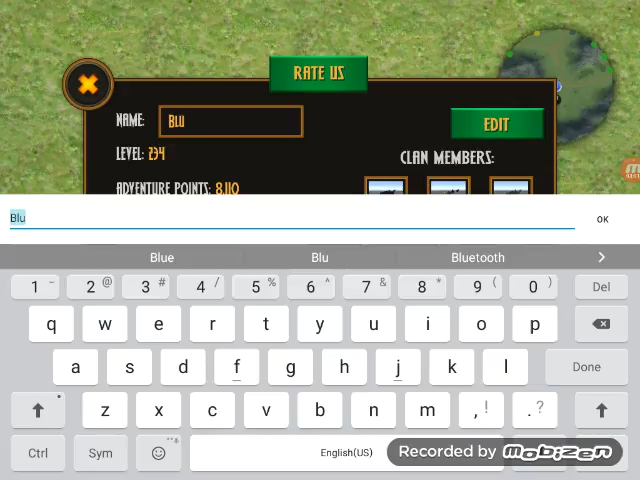 RATE US
NAME: BLU
EDIT
LEVEL: 234
CLAN MEMBERS:
ADVENTURE POINTS: 8,110
Blu
OK
Blue Blu Bluetooth >
1 - 2 @ 3 # 4 / 5 % 6 ^ 7 & 8 * 9 ( 0 ) Del
q w e r t y u i o p
a s d f g h j k l Done
z x c v b n m , ! . ?
Ctrl Sym English(US)
Recorded by mobizen